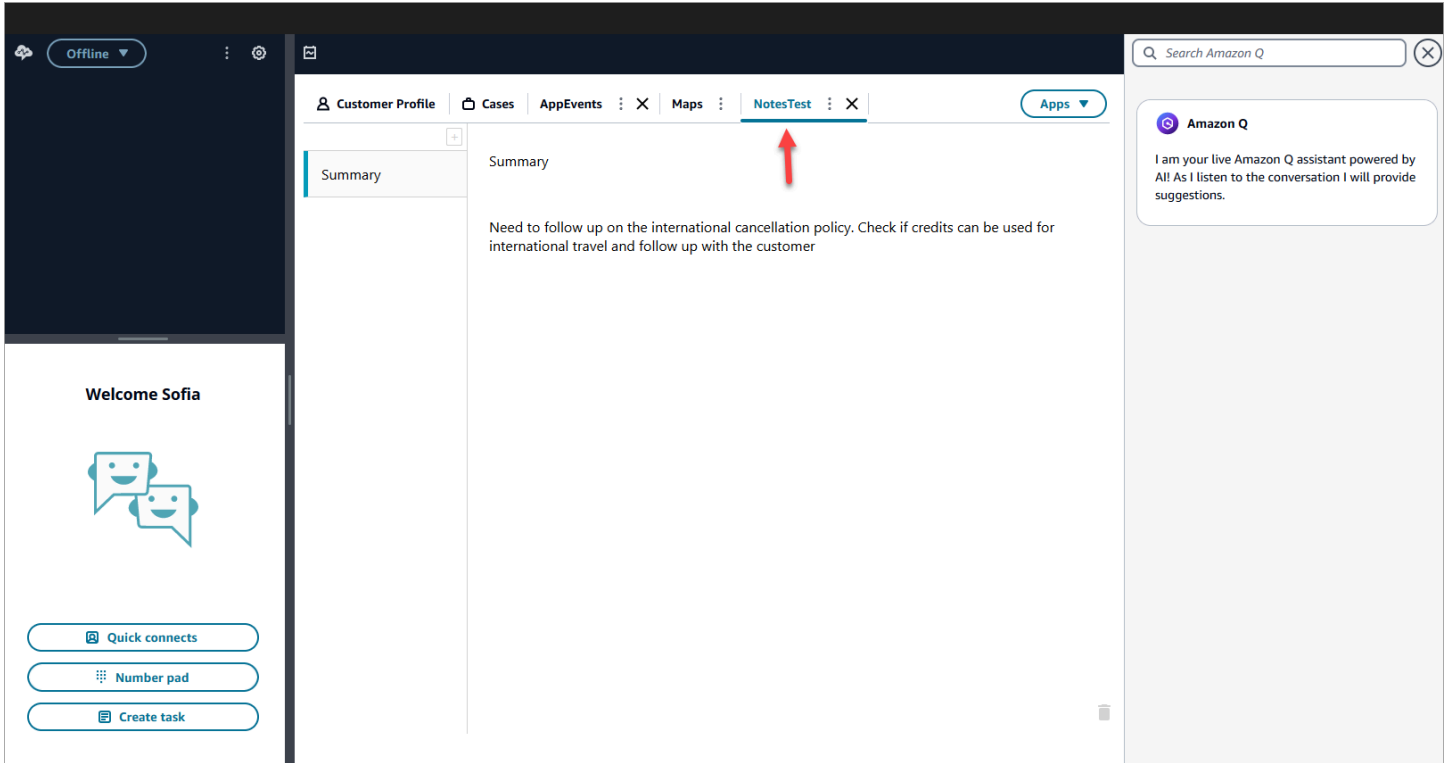 Offline
Search Amazon Q
Customer Profile
Cases
AppEvents
Maps
NotesTest
Apps
Summary
Summary
Need to follow up on the international cancellation policy. Check if credits can be used for
international travel and follow up with the customer
Amazon Q
I am your live Amazon Q assistant powered by
AI! As I listen to the conversation I will provide
suggestions.
Welcome Sofia
Quick connects
Number pad
Create task